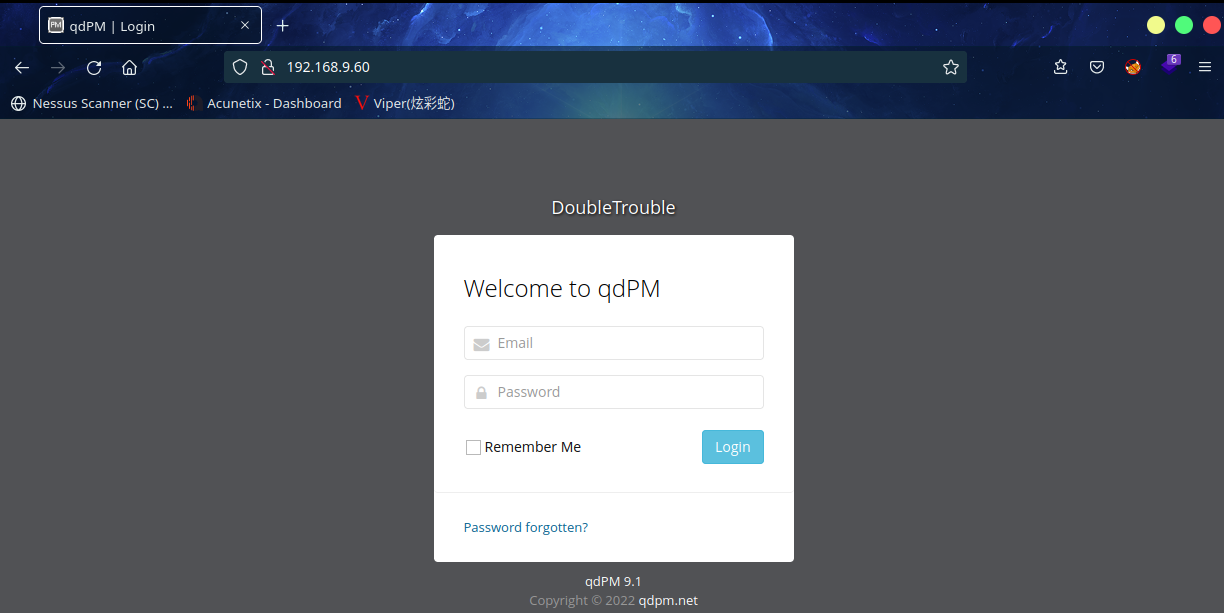 qdPM | Login
192.168.9.60
6
Nessus Scanner (SC) ... Acunetix - Dashboard Viper(炫彩蛇)
DoubleTrouble
Welcome to qdPM
Email
Password
Remember Me Login
Password forgotten?
qdPM 9.1
Copyright © 2022 qdpm.net